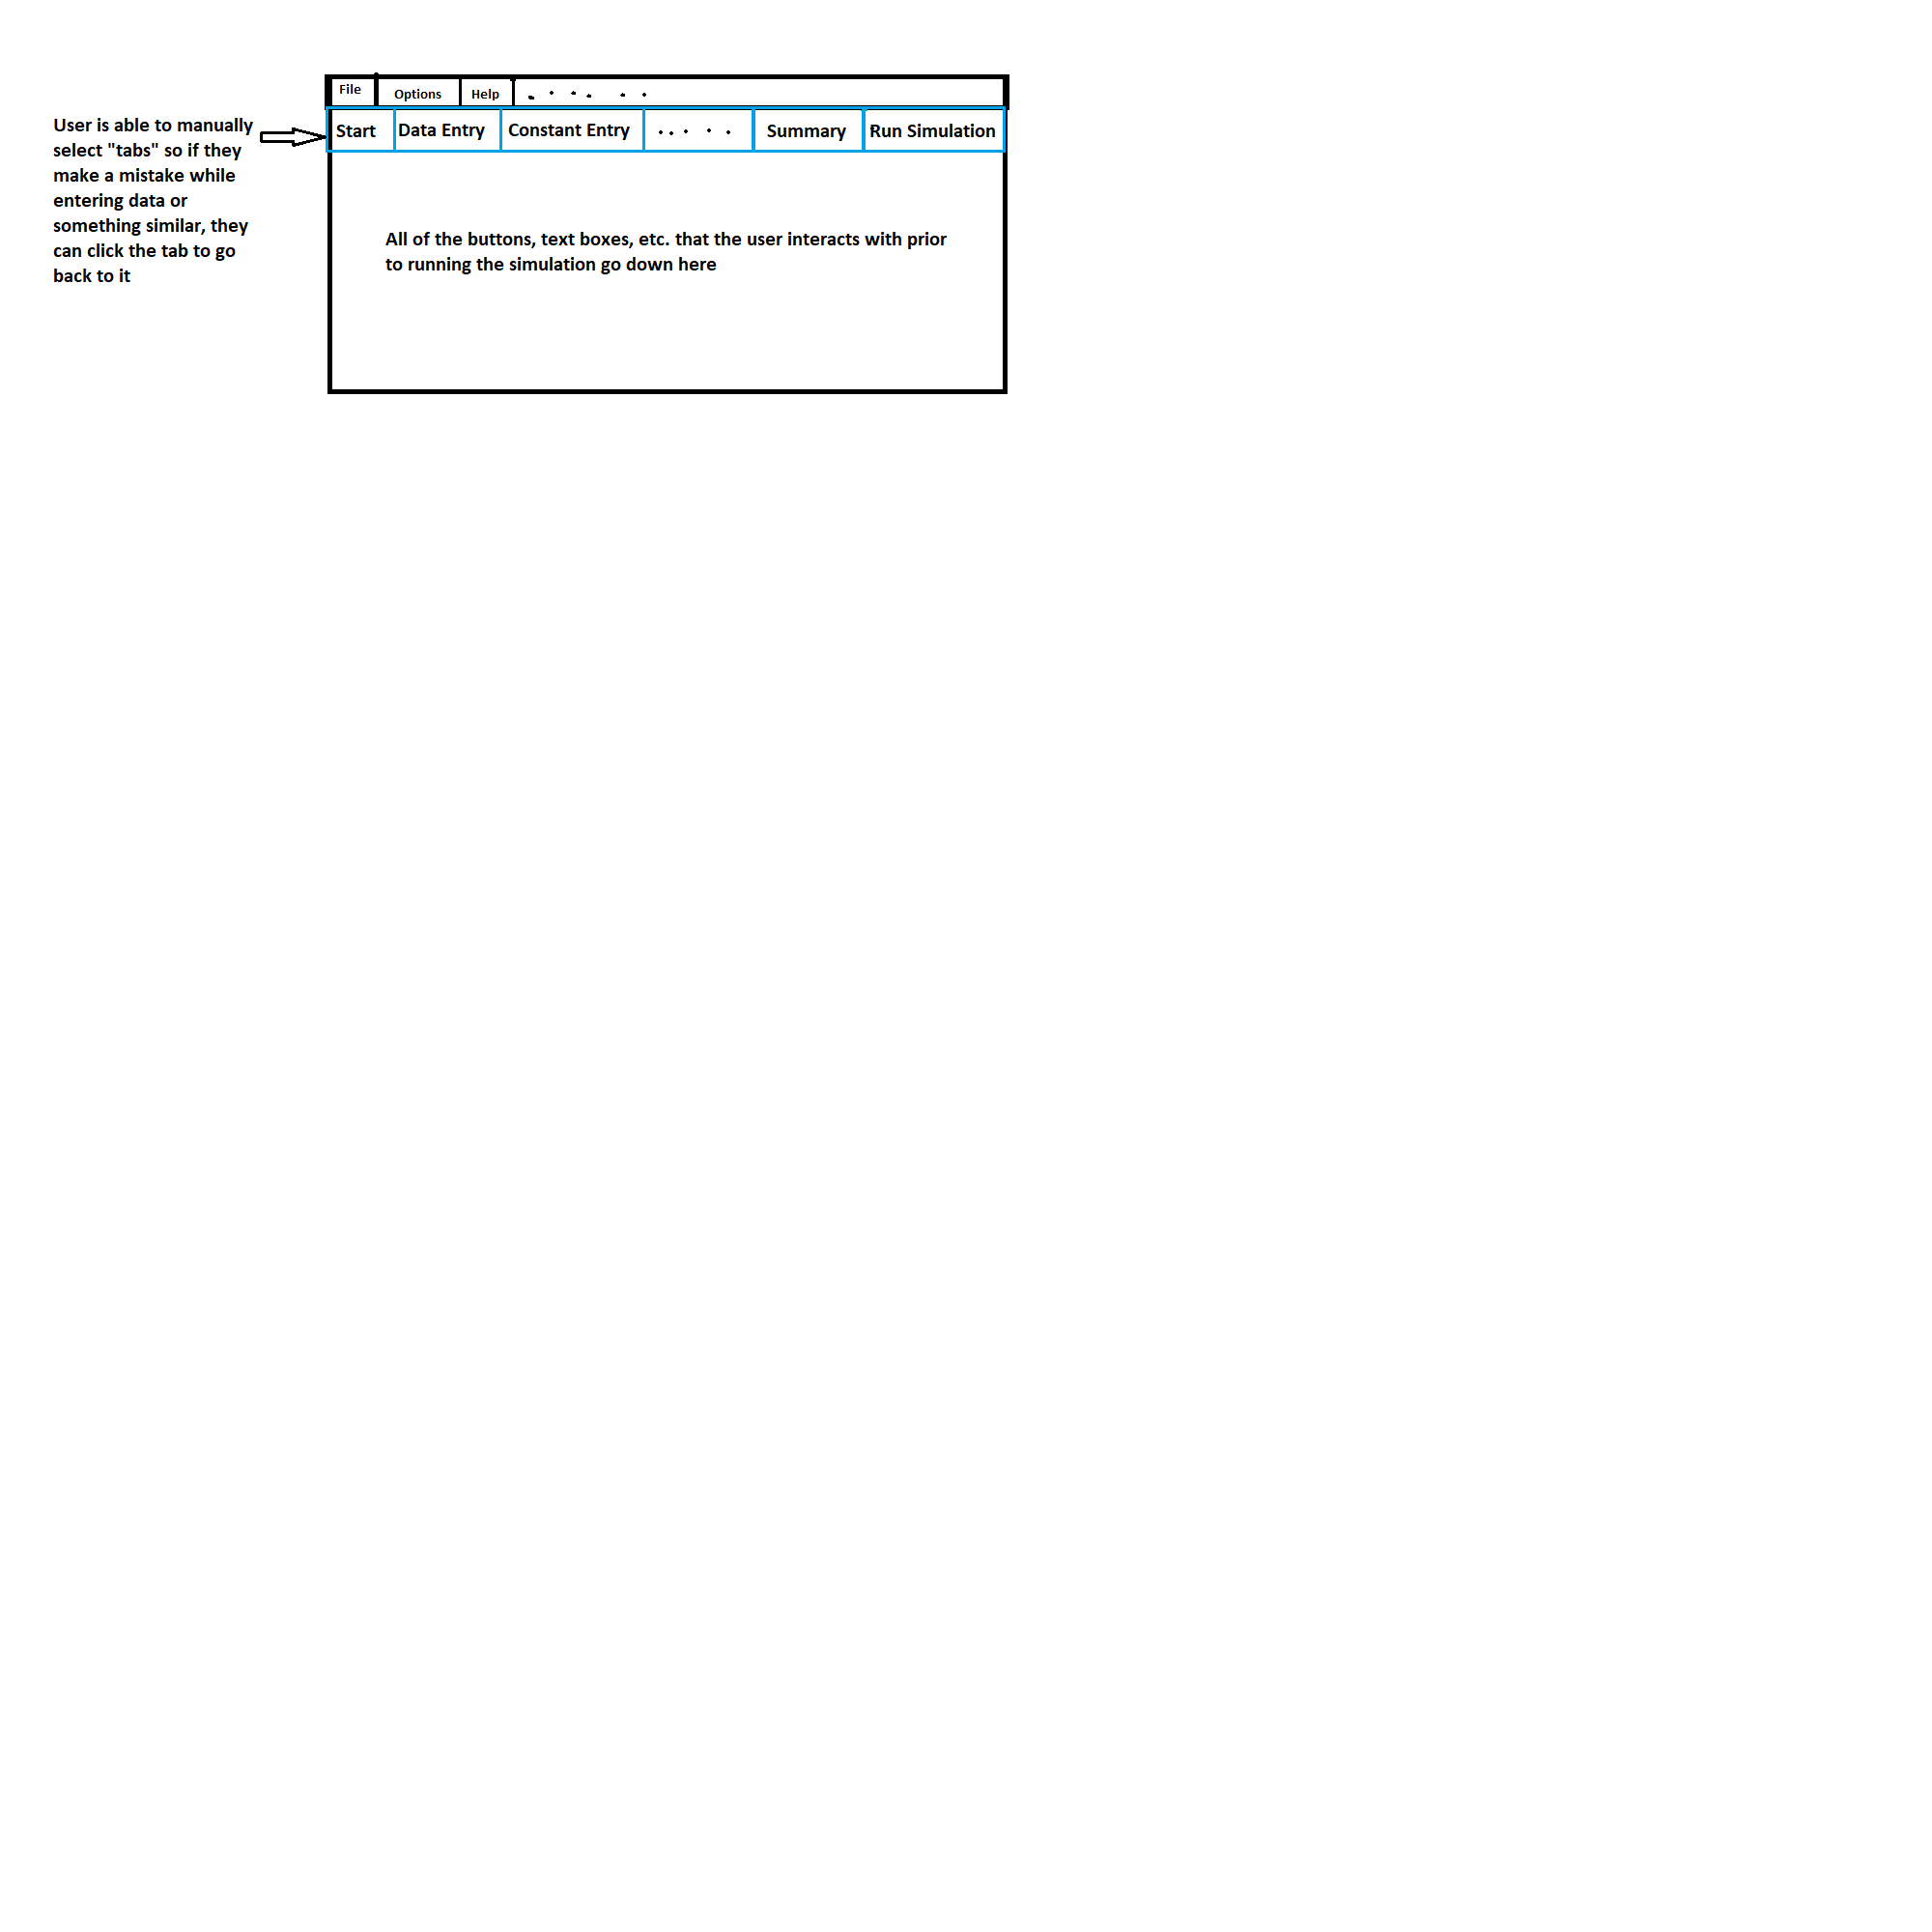 File Options Help
Start Data Entry Constant Entry ..... Summary Run Simulation
User is able to manually
select "tabs" so if they
make a mistake while
entering data or
something similar, they
can click the tab to go
back to it
All of the buttons, text boxes, etc. that the user interacts with prior
to running the simulation go down here